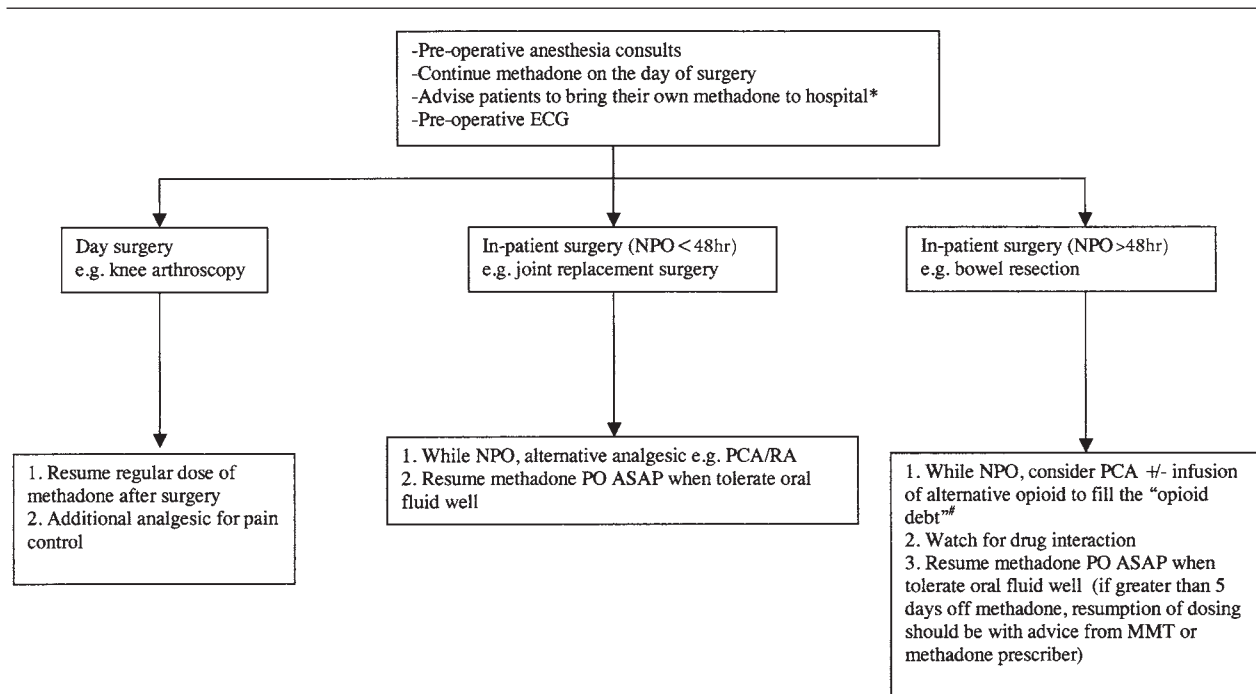 -Pre-operative anesthesia consults
-Continue methadone on the day of surgery
-Advise patients to bring their own methadone to hospital*
-Pre-operative ECG
Day surgery
e.g. knee arthroscopy
In-patient surgery (NPO <48hr)
e.g. joint replacement surgery
In-patient surgery (NPO >48hr)
e.g. bowel resection
1. Resume regular dose of
methadone after surgery
2. Additional analgesic for pain
control
1. While NPO, alternative analgesic e.g. PCA/RA
2. Resume methadone PO ASAP when tolerate oral
fluid well
1. While NPO, consider PCA +/- infusion
of alternative opioid to fill the “opioid
debt”#
2. Watch for drug interaction
3. Resume methadone PO ASAP when
tolerate oral fluid well (if greater than 5
days off methadone, resumption of dosing
should be with advice from MMT or
methadone prescriber)